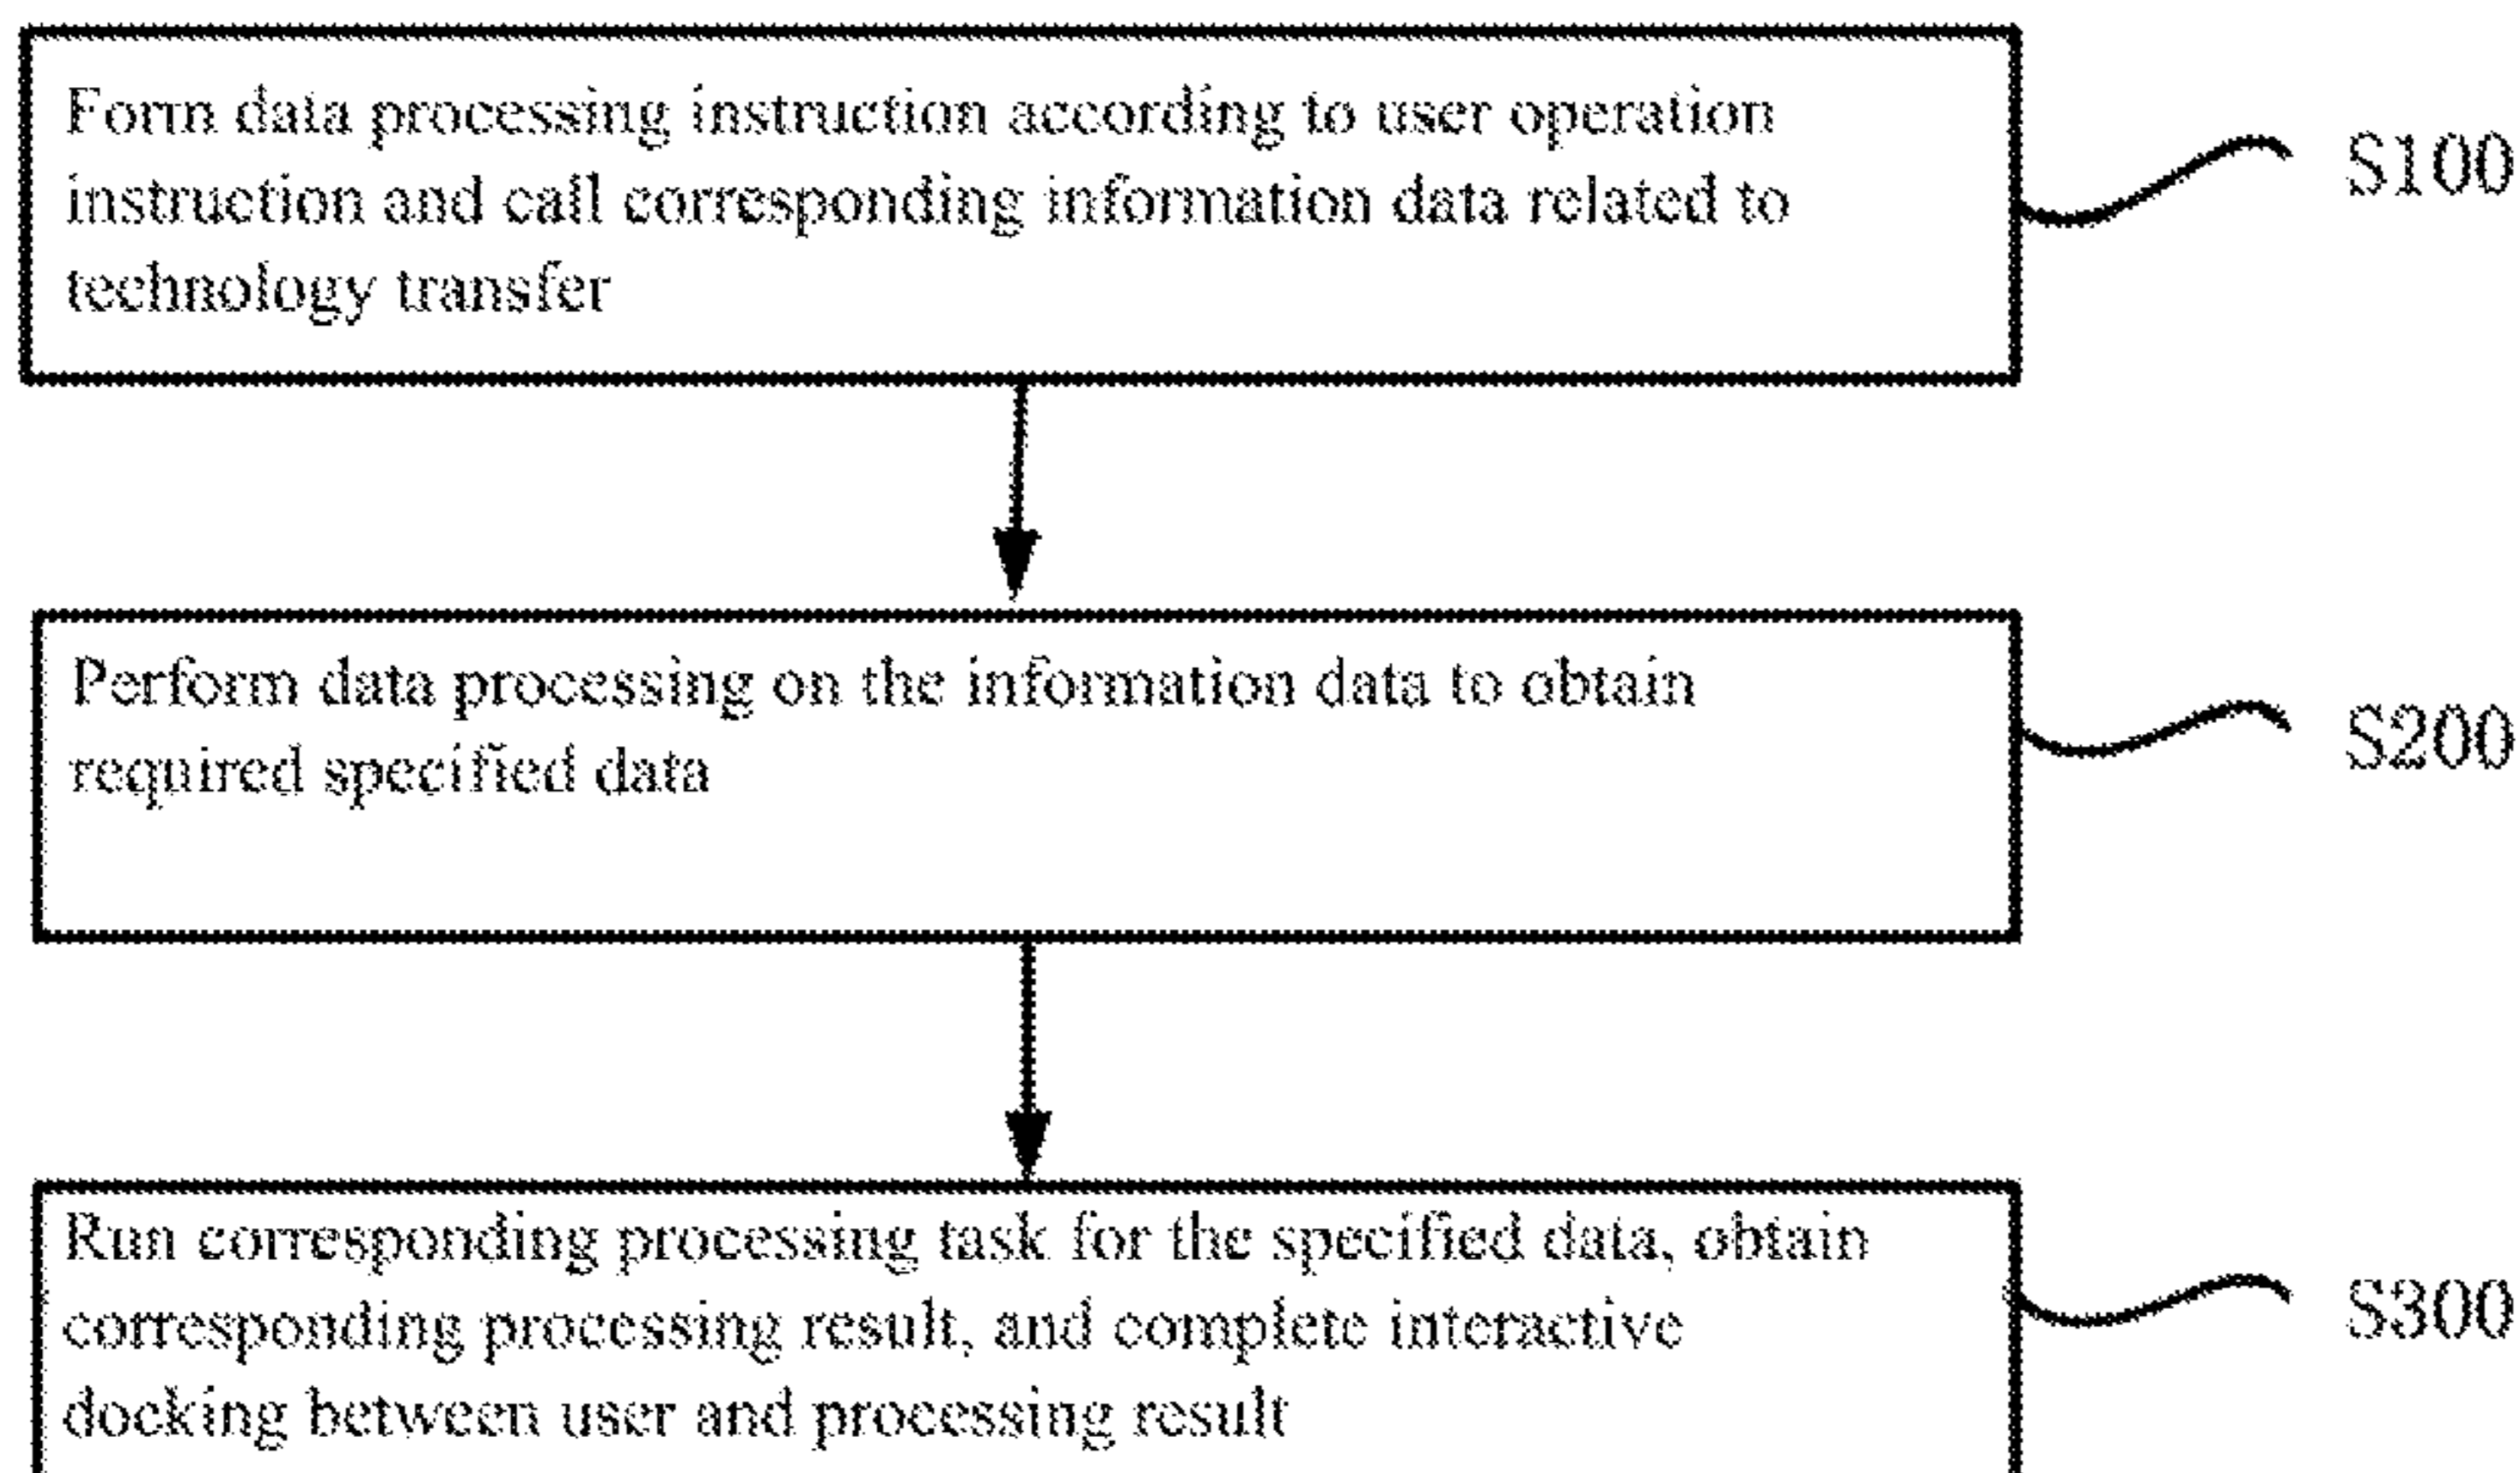 Form data processing instruction according to user operation
instruction and call corresponding information data related to
technology transfer
S100
Perform data processing on the information data to obtain
required specified data
S200
Run corresponding processing task for the specified data, obtain
corresponding processing result, and complete interactive
docking between user and processing result
S300